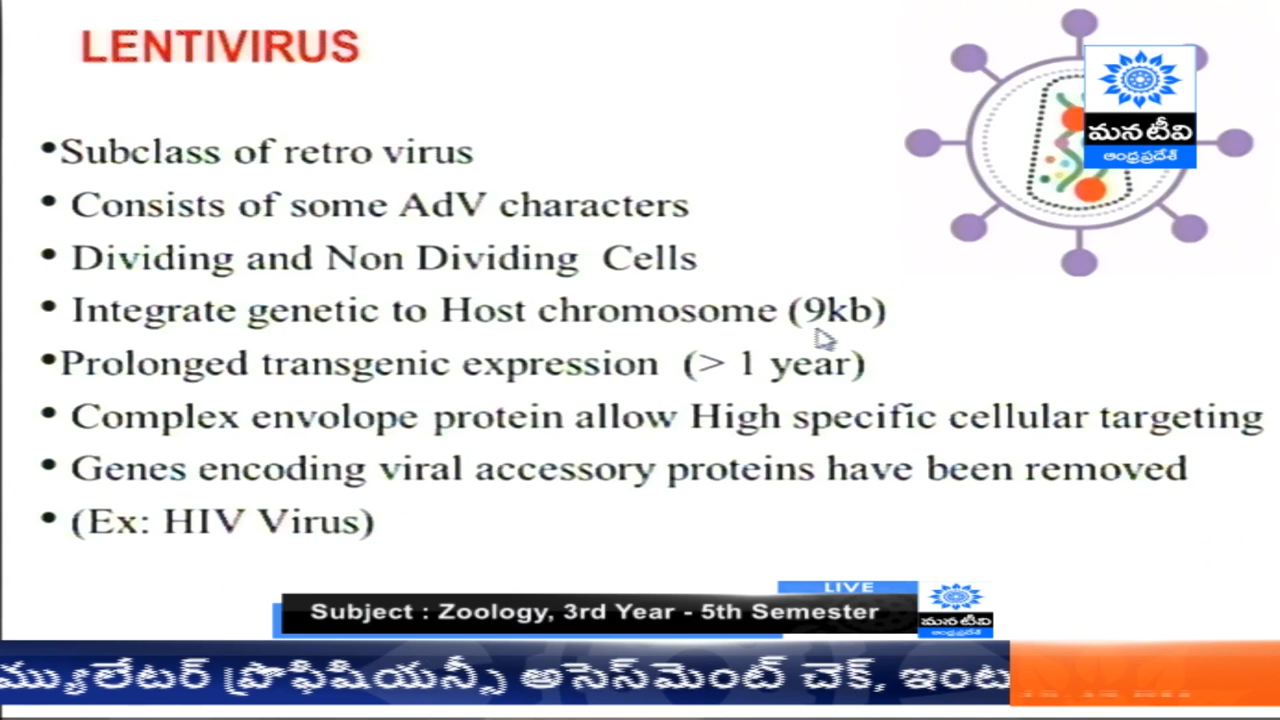 LENTIVIRUS
మన టీవి
ఆంధ్రప్రదేశ్
•Subclass of retro virus
• Consists of some AdV characters
• Dividing and Non Dividing Cells
• Integrate genetic to Host chromosome (9kb)
•Prolonged transgenic expression (> 1 year)
• Complex envolope protein allow High specific cellular targeting
• Genes encoding viral accessory proteins have been removed
• (Ex: HIV Virus)
LIVE
Subject : Zoology, 3rd Year - 5th Semester
మన టీవి
ఆంధ్రప్రదేశ్
మ్యులేటర్ ప్రొఫిషియన్సీ అసెస్‌మెంట్ చెక్, ఇంట